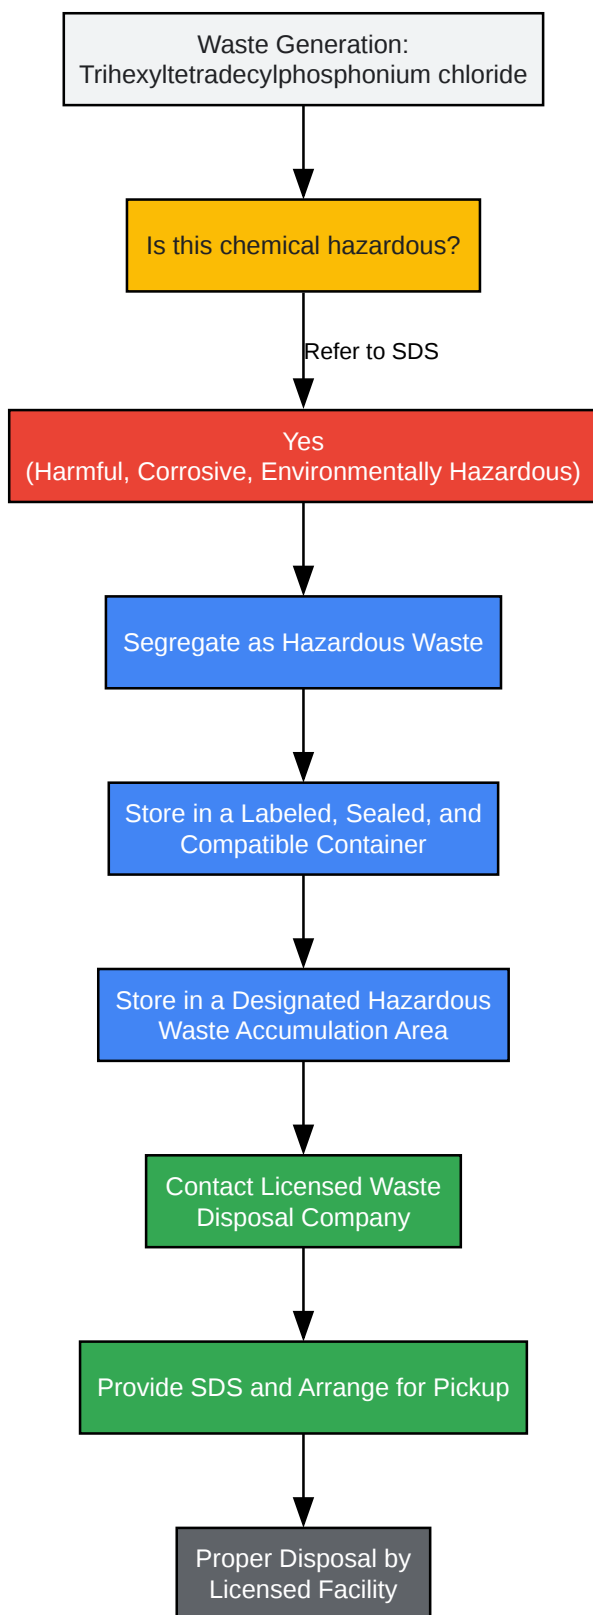 Waste Generation:
Trihexyltetradecylphosphonium chloride
Is this chemical hazardous?
Refer to SDS
Yes
(Harmful, Corrosive, Environmentally Hazardous)
Segregate as Hazardous Waste
Store in a Labeled, Sealed, and
Compatible Container
Store in a Designated Hazardous
Waste Accumulation Area
Contact Licensed Waste
Disposal Company
Provide SDS and Arrange for Pickup
Proper Disposal by
Licensed Facility